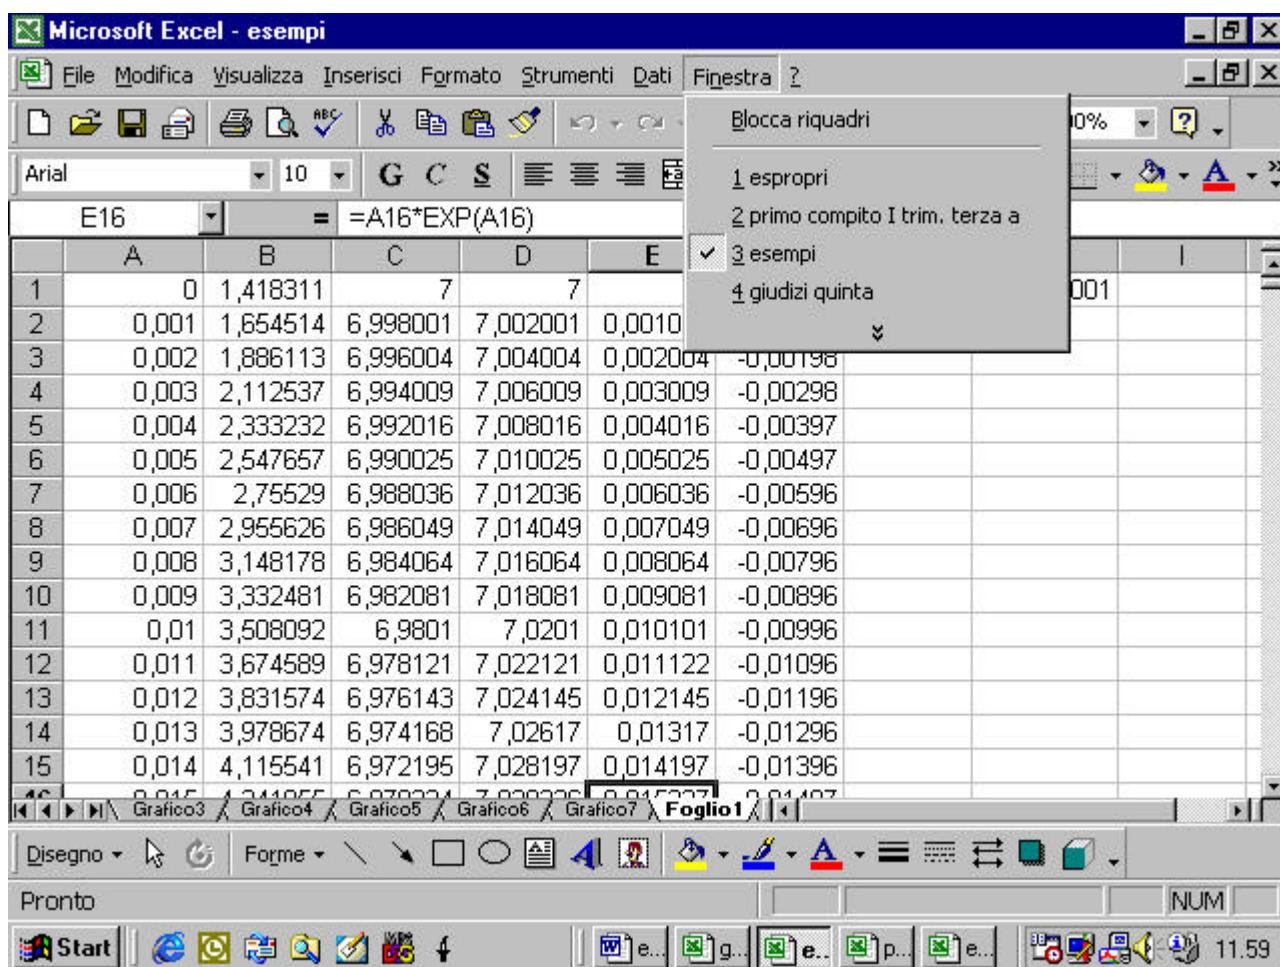 Microsoft Excel - esempi
File Modifica Visualizza Inserisci Formato Strumenti Dati Finestra ?
ABC 0%
Arial 10 G C S
E16 = =A16*EXP(A16)
Blocca riquadri
1 espropri
2 primo compito I trim. terza a
3 esempi
4 giudizi quinta
A B C D E I
1 0 1,418311 7 7 001
2 0,001 1,654514 6,998001 7,002001 0,0010
3 0,002 1,886113 6,996004 7,004004 0,002004 -0,00198
4 0,003 2,112537 6,994009 7,006009 0,003009 -0,00298
5 0,004 2,333232 6,992016 7,008016 0,004016 -0,00397
6 0,005 2,547657 6,990025 7,010025 0,005025 -0,00497
7 0,006 2,75529 6,988036 7,012036 0,006036 -0,00596
8 0,007 2,955626 6,986049 7,014049 0,007049 -0,00696
9 0,008 3,148178 6,984064 7,016064 0,008064 -0,00796
10 0,009 3,332481 6,982081 7,018081 0,009081 -0,00896
11 0,01 3,508092 6,9801 7,0201 0,010101 -0,00996
12 0,011 3,674589 6,978121 7,022121 0,011122 -0,01096
13 0,012 3,831574 6,976143 7,024145 0,012145 -0,01196
14 0,013 3,978674 6,974168 7,02617 0,01317 -0,01296
15 0,014 4,115541 6,972195 7,028197 0,014197 -0,01396
Grafico3 Grafico4 Grafico5 Grafico6 Grafico7 Foglio1
Disegno Forme
Pronto NUM
Start e... g... e.. p... e... 11.59